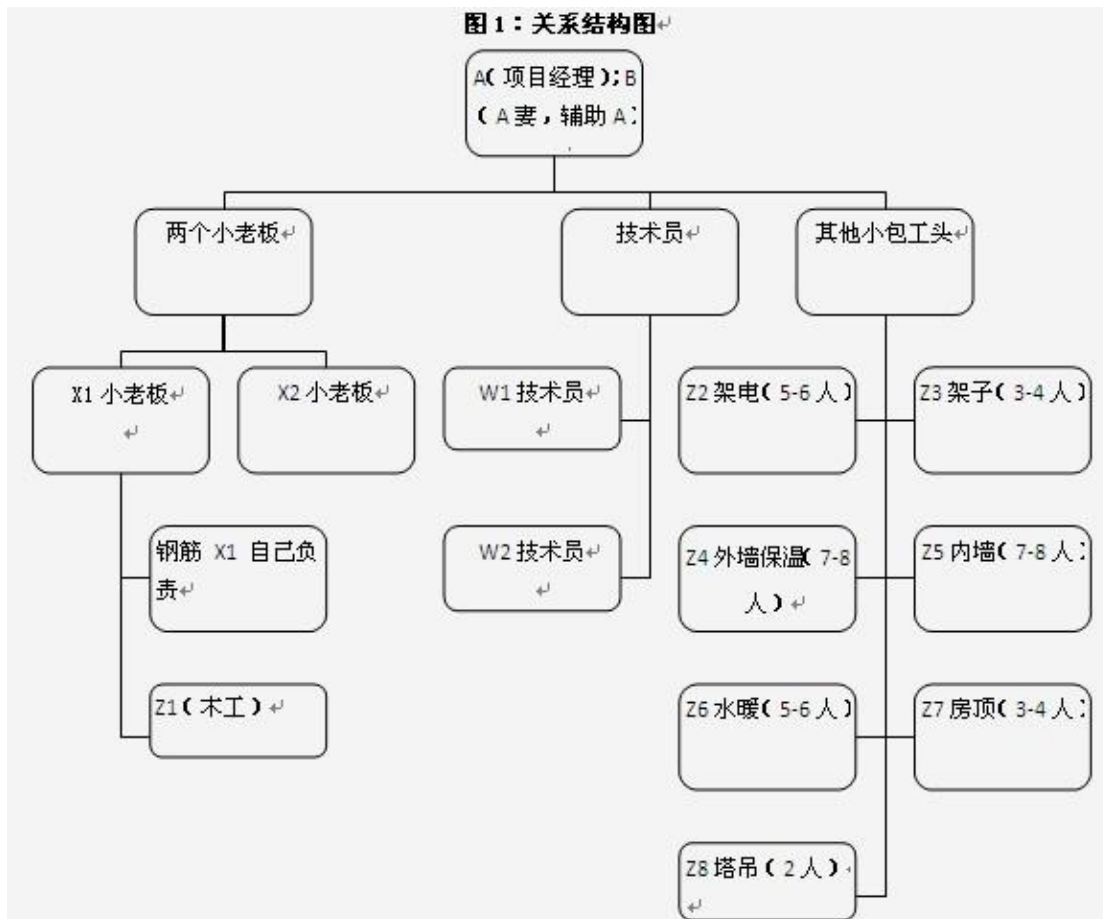 图1：关系结构图↵
A（项目经理）；B
（A妻，辅助A）
两个小老板↵
技术员↵
其他小包工头↵
X1小老板↵
↵
X2小老板↵
W1技术员↵
↵
Z2架电（5-6人）
Z3架子（3-4人）
钢筋 X1 自己负
责↵
W2技术员↵
↵
Z4外墙保温（7-8
人）↵
Z5内墙（7-8人）
Z1（木工）↵
Z6水暖（5-6人）
Z7房顶（3-4人）
Z8塔吊（2人）
↵